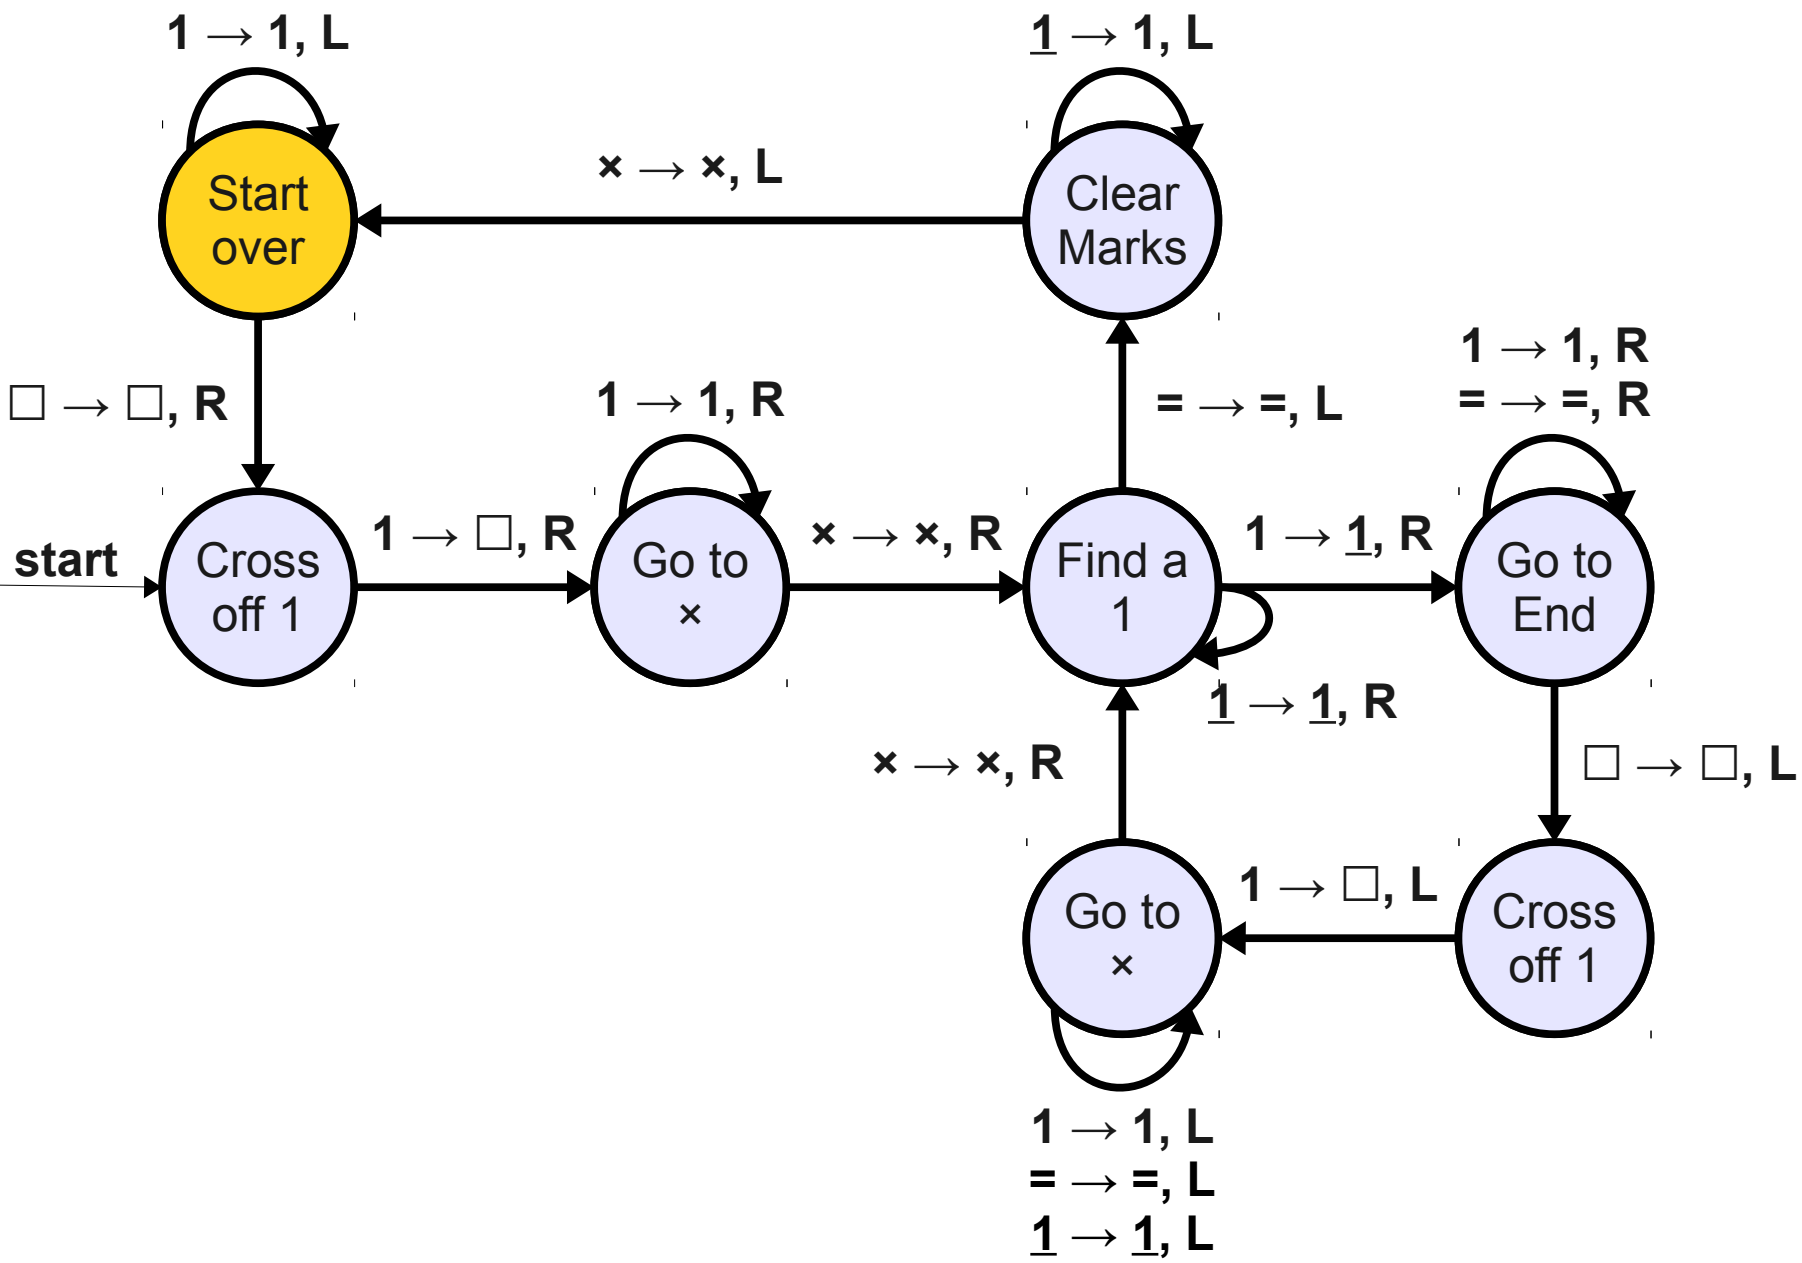 1 → 1, L
1 → 1, L
Start
over
× → ×, L
Clear
Marks
□ → □, R
1 → 1, R
= → =, L
1 → 1, R
= → =, R
start
Cross
off 1
1 → □, R
Go to
×
× → ×, R
Find a
1
1 → 1, R
Go to
End
1 → 1, R
× → ×, R
□ → □, L
Go to
×
1 → □, L
Cross
off 1
1 → 1, L
= → =, L
1 → 1, L